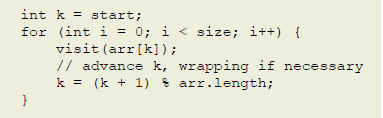 int k = start;
for (int i = 0; i < size; i++) {
    visit(arr[k]);
    // advance k, wrapping if necessary
    k = (k + 1) % arr.length;
}